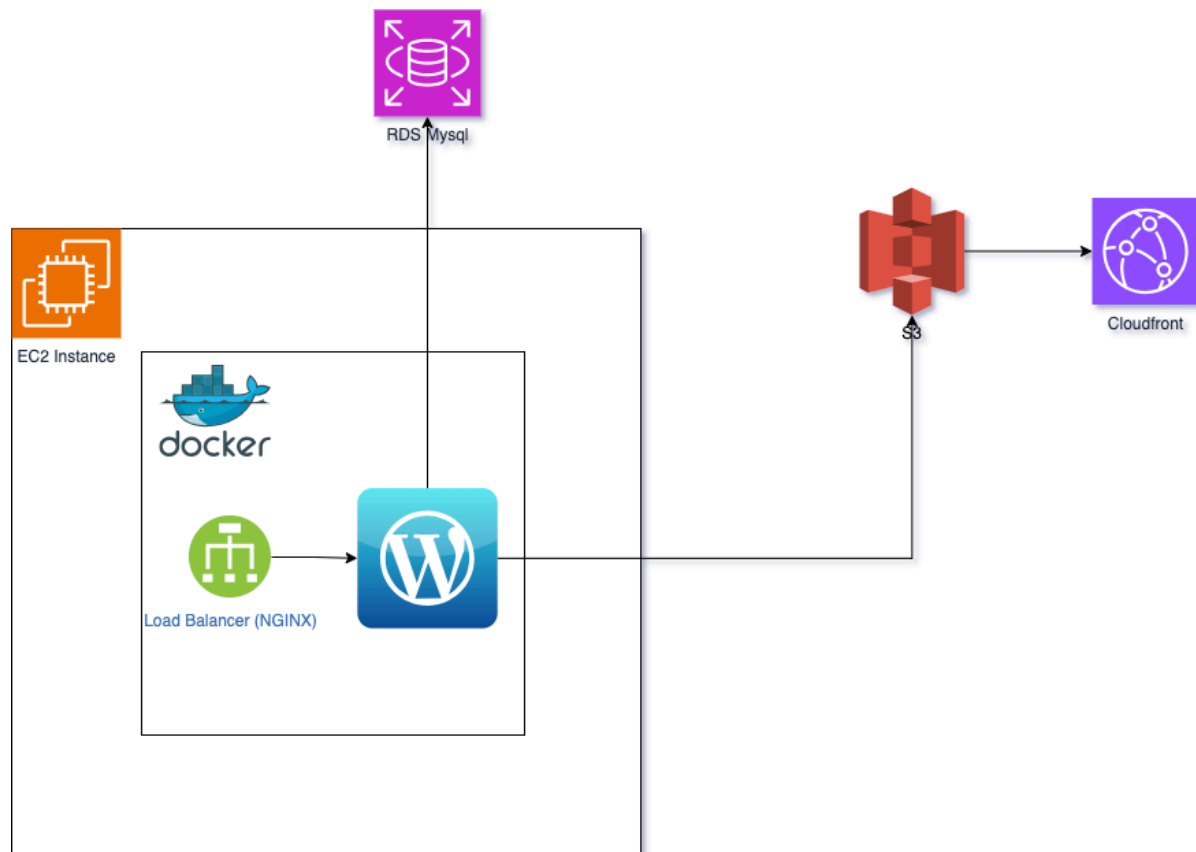 RDS Mysql
S3
Cloudfront
EC2 Instance
docker
Load Balancer (NGINX)